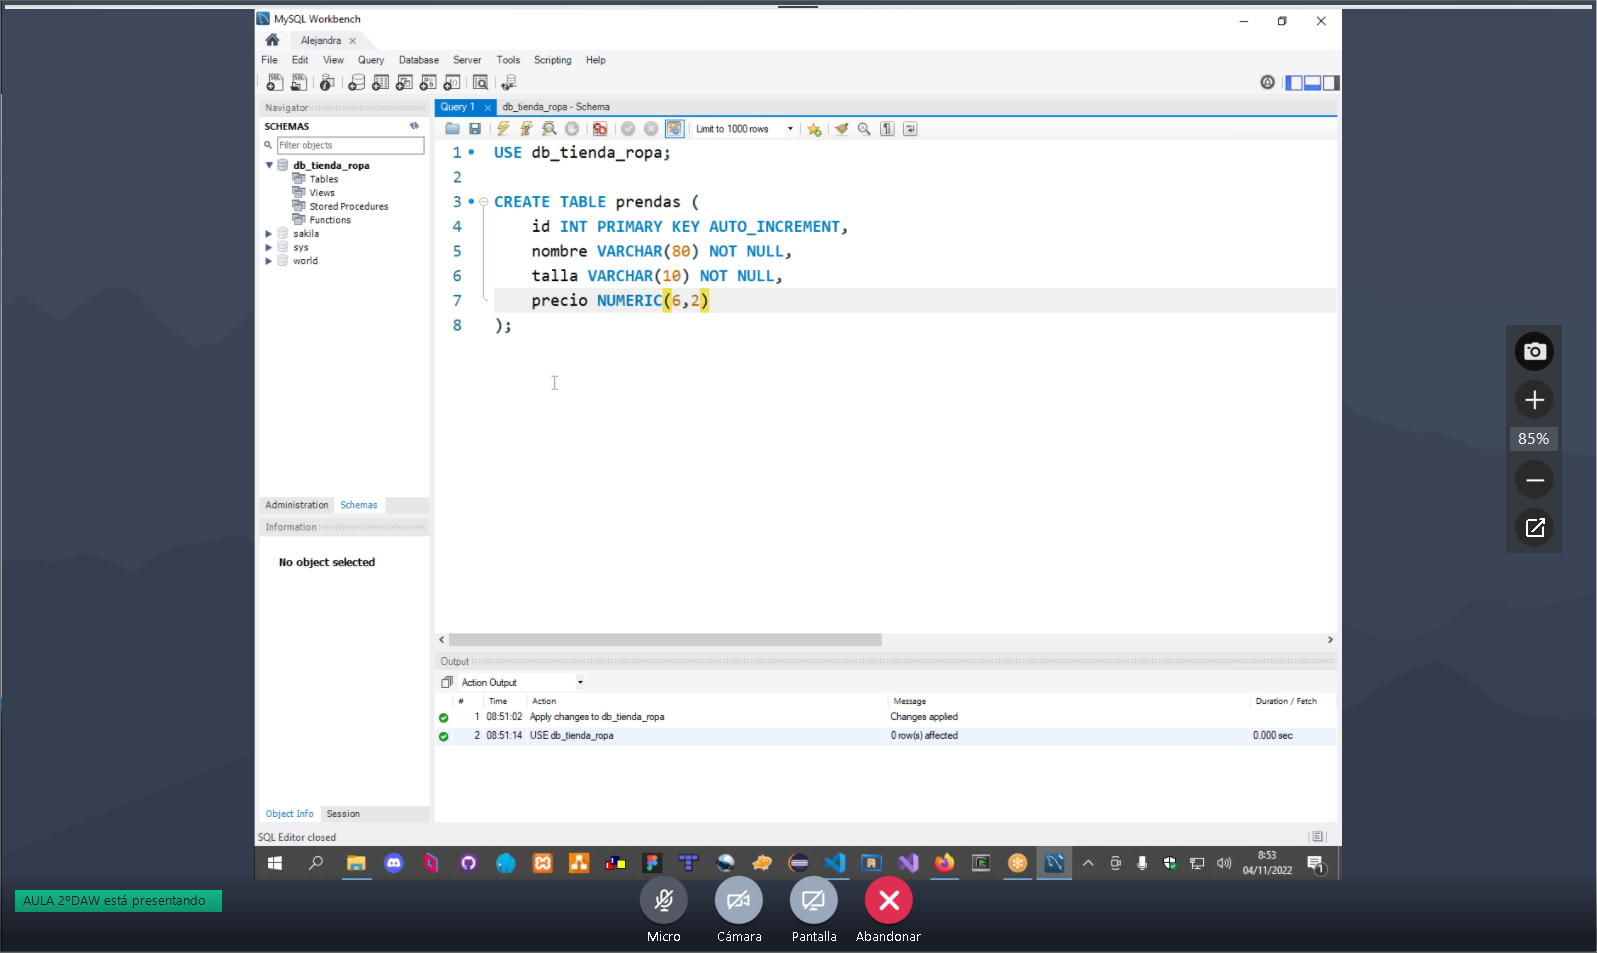 MySQL Workbench
Alejandra
File Edit View Query Database Server Tools Scripting Help
Navigator
SCHEMAS
Filter objects
db_tienda_ropa
Tables
Views
Stored Procedures
Functions
sakila
sys
world
Administration Schemas
Information
No object selected
Object Info Session
SQL Editor closed
Query 1 db_tienda_ropa - Schema
Limit to 1000 rows
1 USE db_tienda_ropa;
2
3 CREATE TABLE prendas (
4 id INT PRIMARY KEY AUTO_INCREMENT,
5 nombre VARCHAR(80) NOT NULL,
6 talla VARCHAR(10) NOT NULL,
7 precio NUMERIC(6,2)
8 );
Output
Action Output
# Time Action Message Duration / Fetch
1 08:51:02 Apply changes to db_tienda_ropa Changes applied
2 08:51:14 USE db_tienda_ropa 0 row(s) affected 0.000 sec
85%
8:53
04/11/2022
1
AULA 2ºDAW está presentando
Micro Cámara Pantalla Abandonar